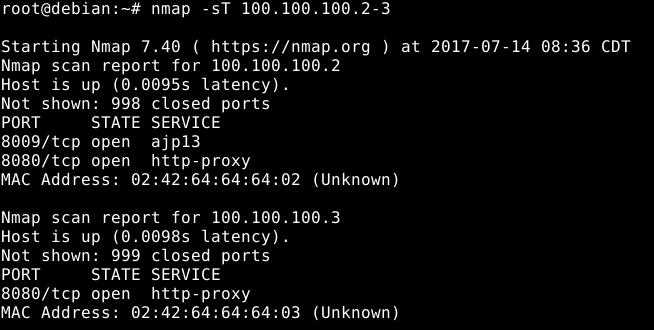 root@debian:~# nmap -sT 100.100.100.2-3
Starting Nmap 7.40 ( https://nmap.org ) at 2017-07-14 08:36 CDT
Nmap scan report for 100.100.100.2
Host is up (0.0095s latency).
Not shown: 998 closed ports
PORT     STATE SERVICE
8009/tcp open  ajp13
8080/tcp open  http-proxy
MAC Address: 02:42:64:64:64:02 (Unknown)
Nmap scan report for 100.100.100.3
Host is up (0.0098s latency).
Not shown: 999 closed ports
PORT     STATE SERVICE
8080/tcp open  http-proxy
MAC Address: 02:42:64:64:64:03 (Unknown)